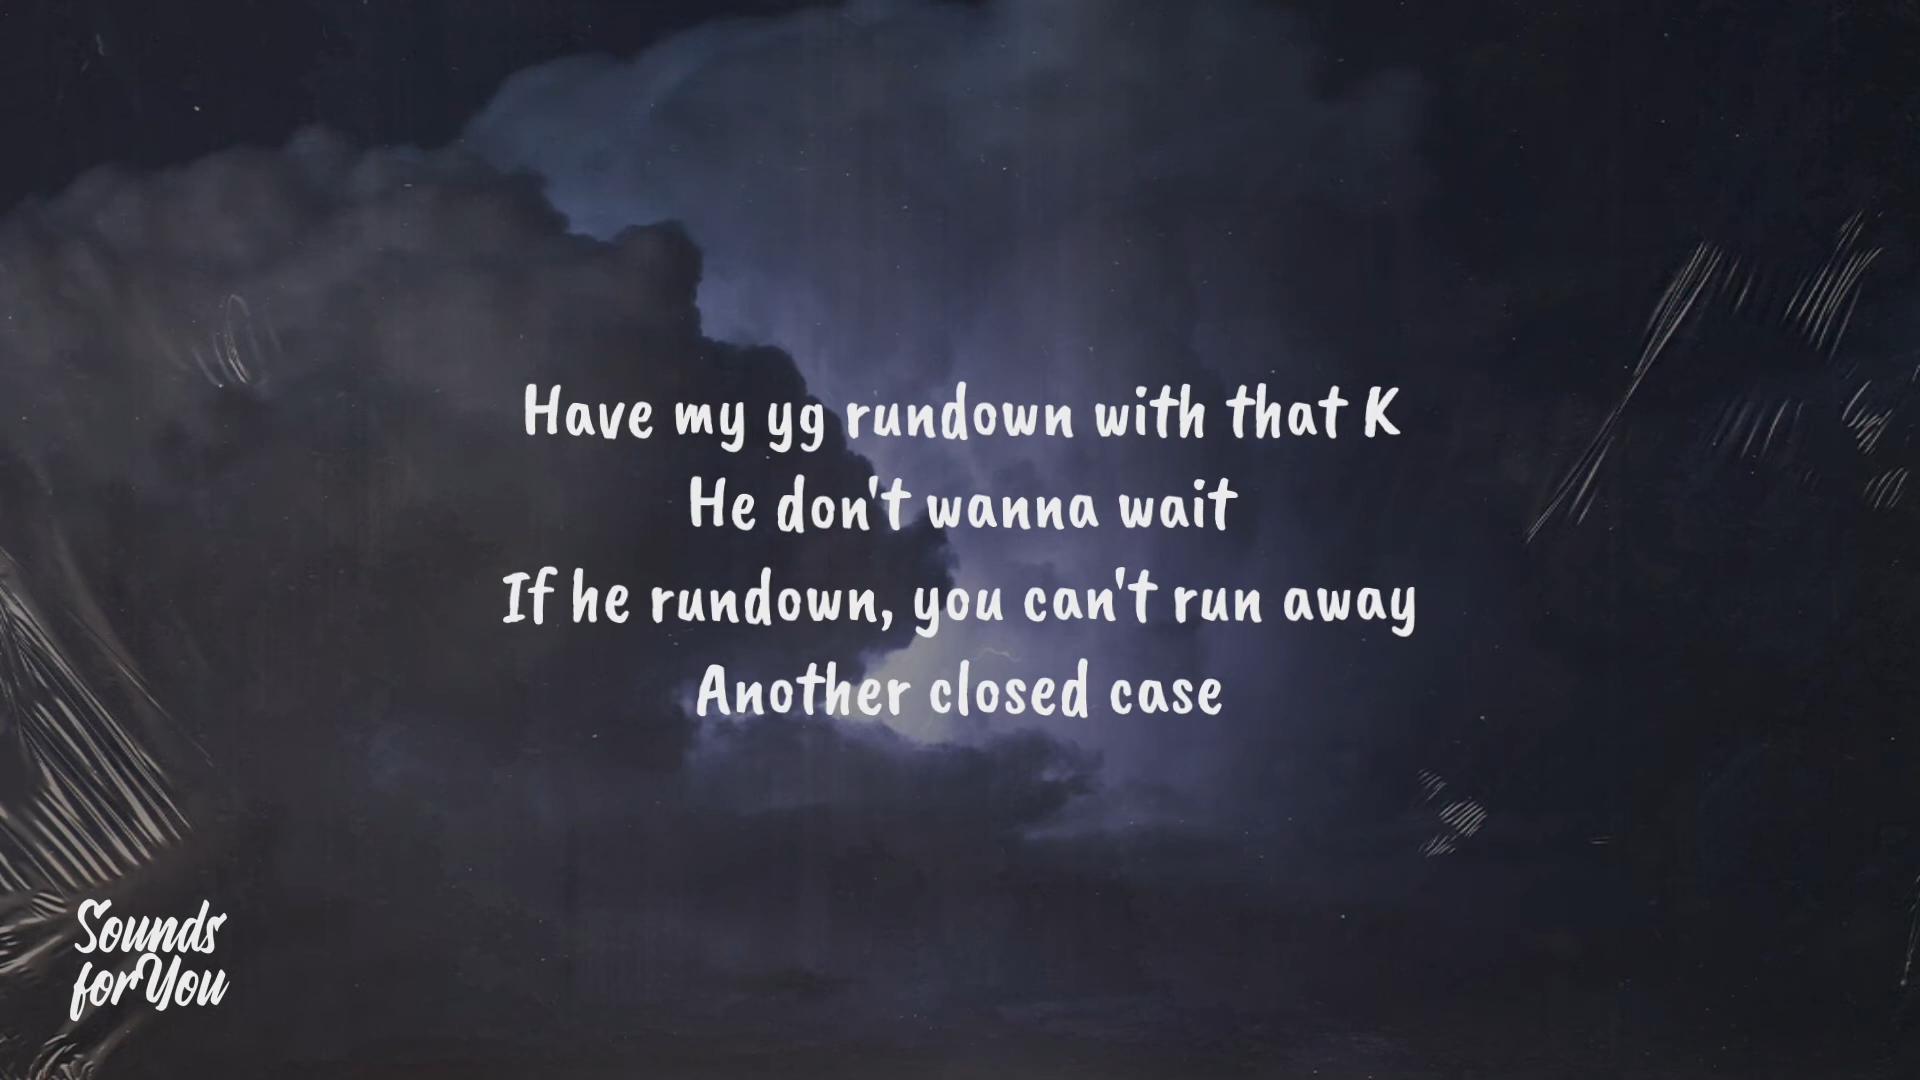 Have my yg rundown with that K
He don't wanna wait
If he rundown, you can't run away
Another closed case
Sounds
for You